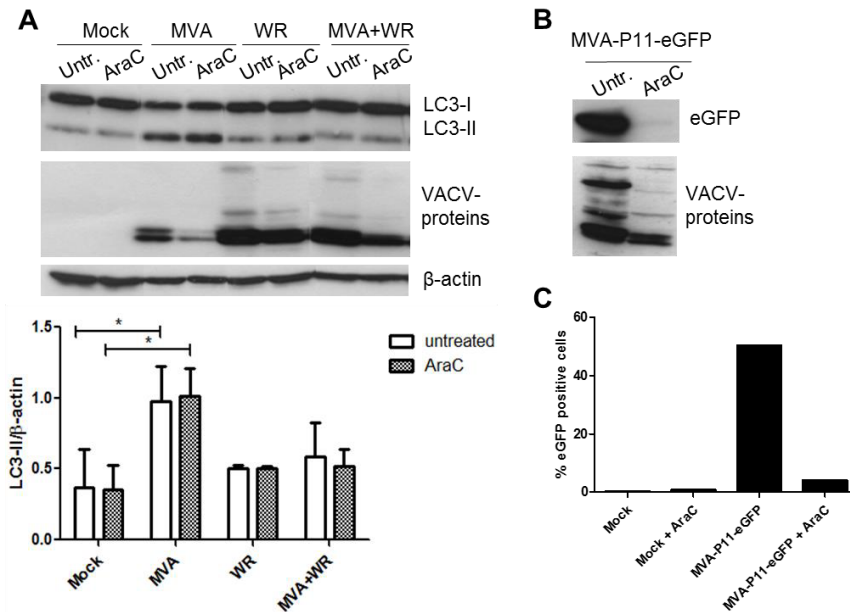 A
Mock MVA WR MVA+WR
Untr. AraC Untr. AraC Untr. AraC Untr. AraC
LC3-I
LC3-II
VACV-
proteins
β-actin
1.5
1.0
0.5
0.0
LC3-II/β-actin
* 
*
untreated
AraC
Mock
MVA
WR
MVA+WR
B
MVA-P11-eGFP
Untr. AraC
eGFP
VACV-
proteins
C
60
40
20
0
% eGFP positive cells
Mock
Mock + AraC
MVA-P11-eGFP
MVA-P11-eGFP + AraC